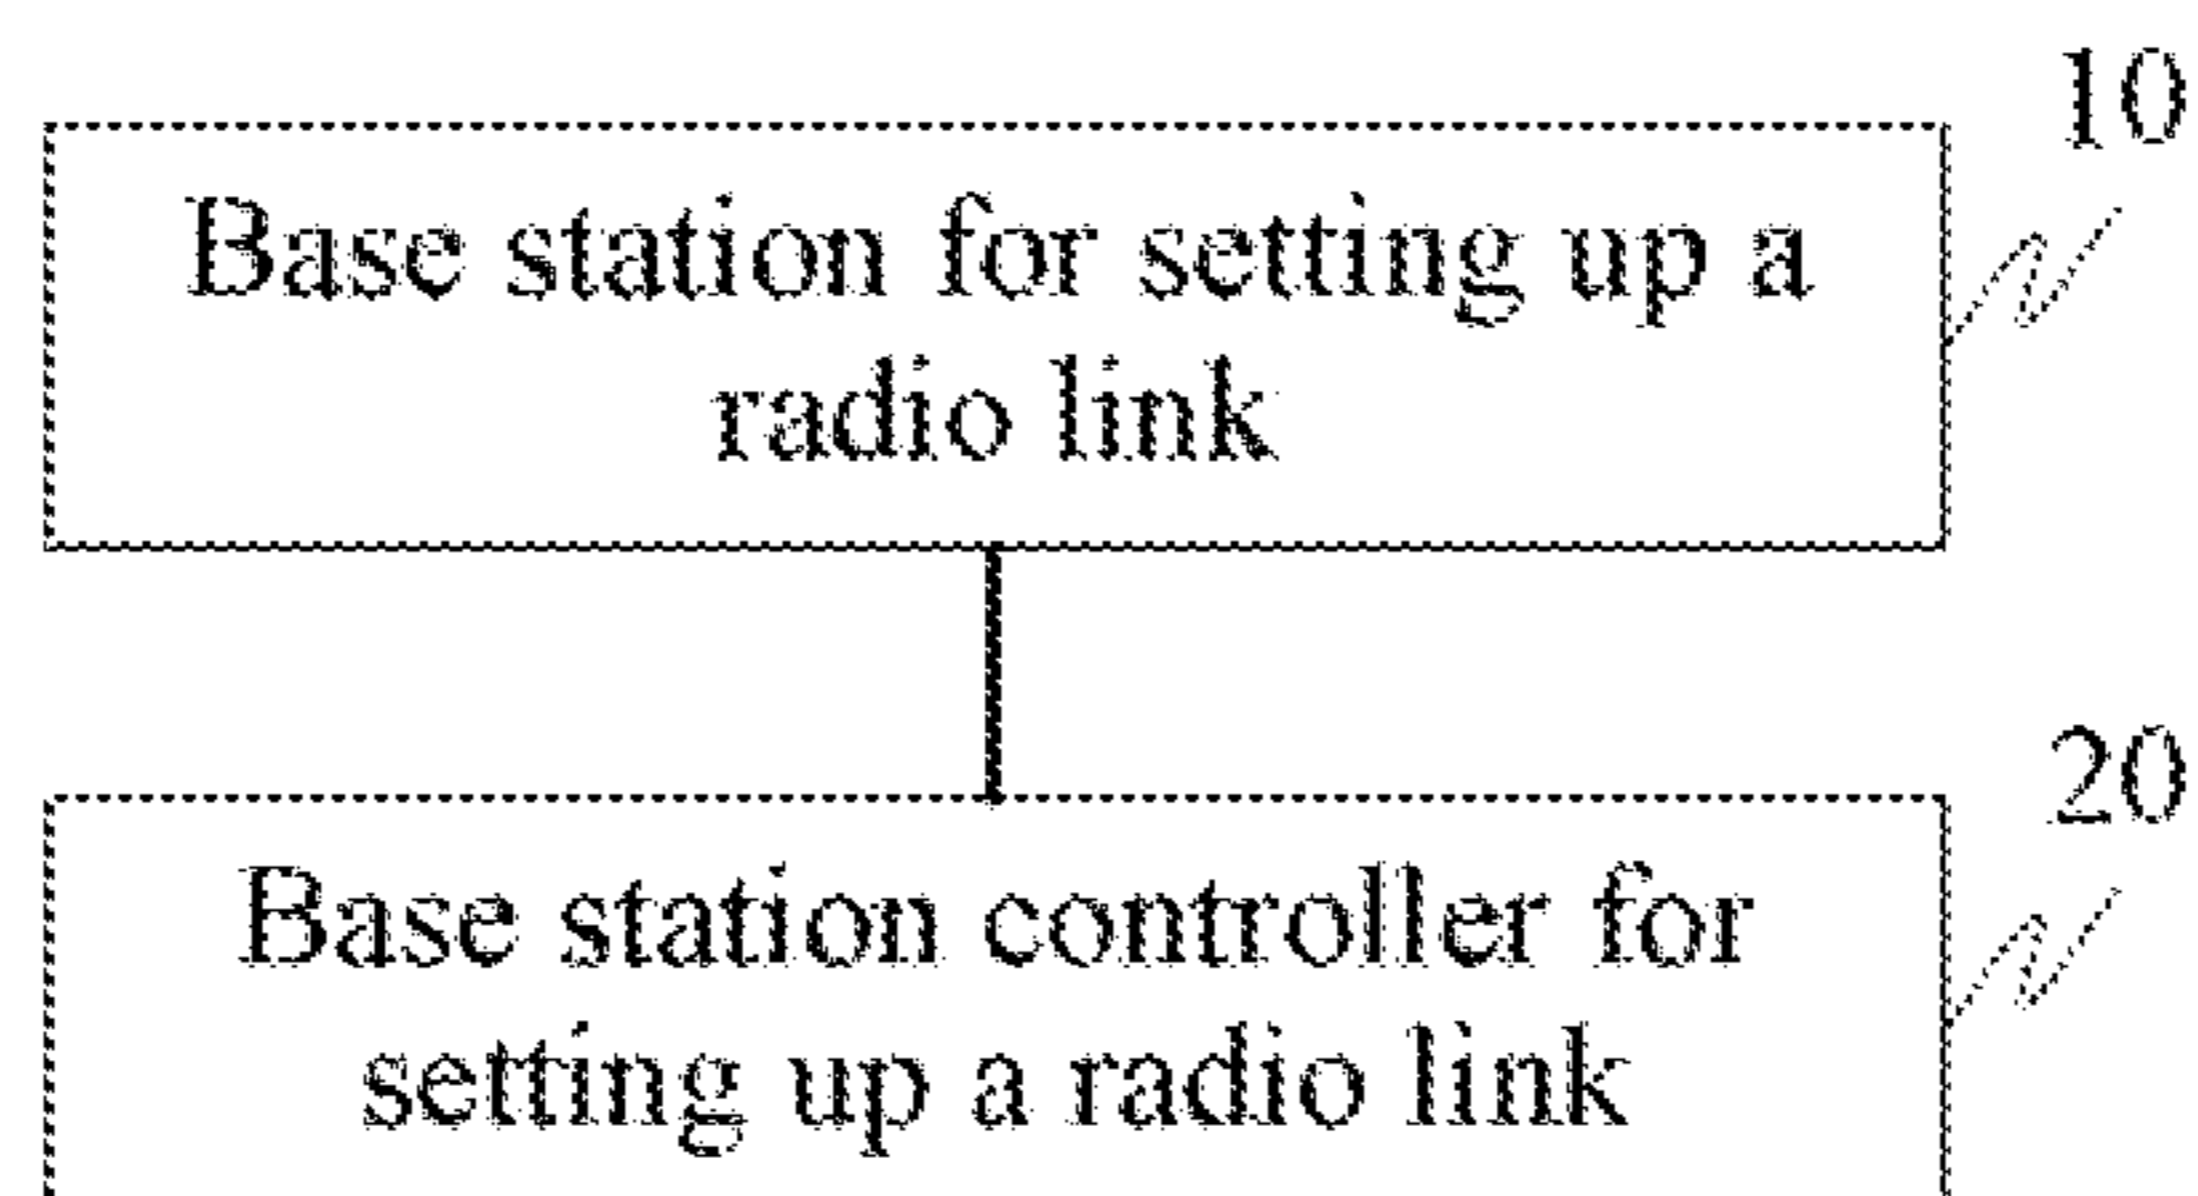 10
Base station for setting up a
radio link
20
Base station controller for
setting up a radio link